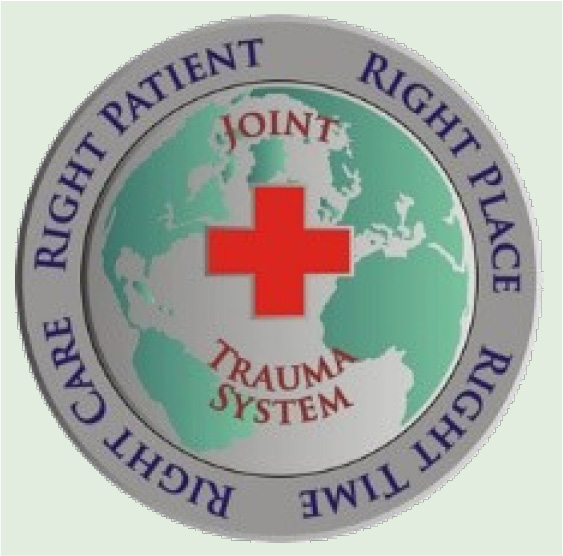 RIGHT PATIENT
RIGHT PLACE
RIGHT TIME
RIGHT CARE
JOINT
TRAUMA
SYSTEM